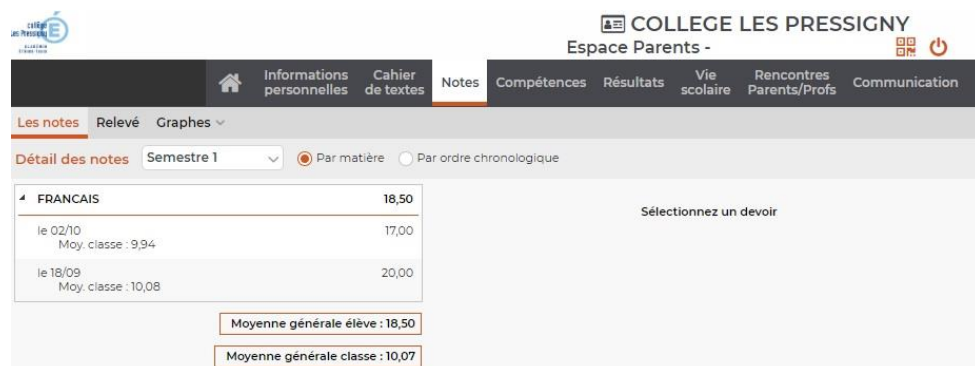 collège
Les Pressigny
COLLEGE LES PRESSIGNY
Espace Parents -
Informations personnelles
Cahier de textes
Notes
Compétences
Résultats
Vie scolaire
Rencontres Parents/Profs
Communication
Les notes Relevé Graphes
Détail des notes Semestre 1 Par matière Par ordre chronologique
FRANCAIS 18,50
Sélectionnez un devoir
le 02/10 17,00
Moy. classe : 9,94
le 18/09 20,00
Moy. classe : 10,08
Moyenne générale élève : 18,50
Moyenne générale classe : 10,07